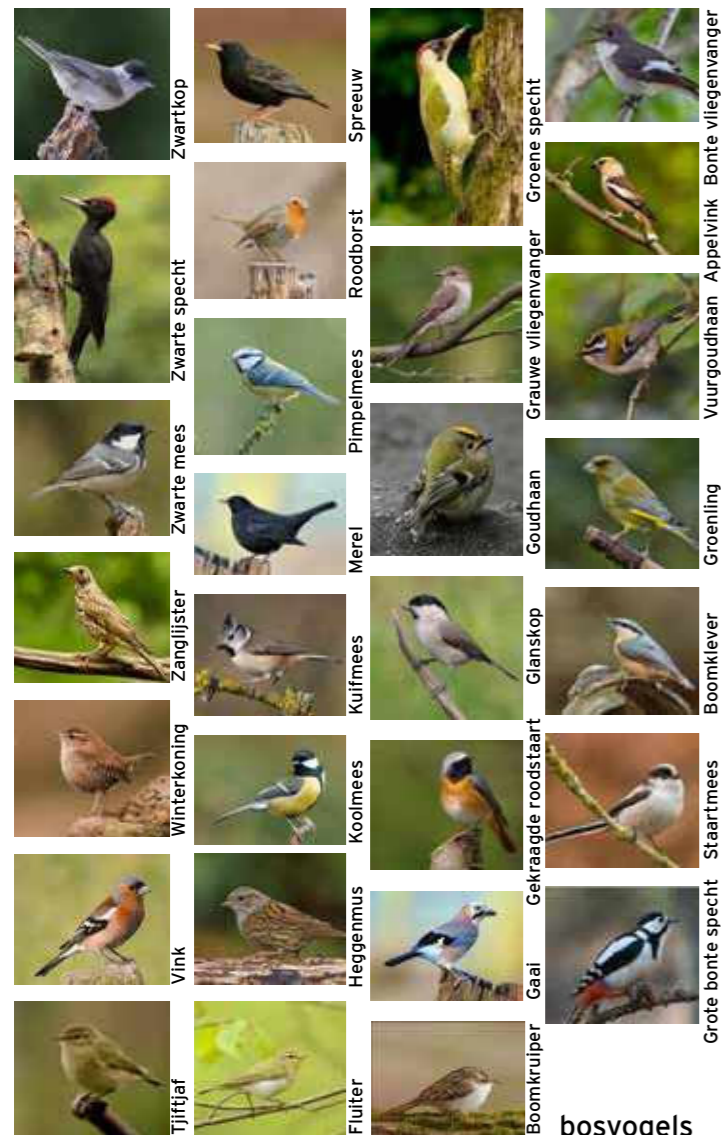 Zwartkop
Zwarte specht
Zwarte mees
Zanglijster
Winterkoning
Vink
Tjiftjaf
Spreeuw
Roodborst
Pimpelmees
Merel
Kuifmees
Koolmees
Heggenmus
Fluiter
Groene specht
Grauwe vliegenvanger
Goudhaan
Glanskop
Gekraagde roodstaart
Gaai
Boomkruiper
Bonte vliegenvanger
Appelvink
Vuurgoudhaan
Groenling
Boomklever
Staartmees
Grote bonte specht
bosvogels